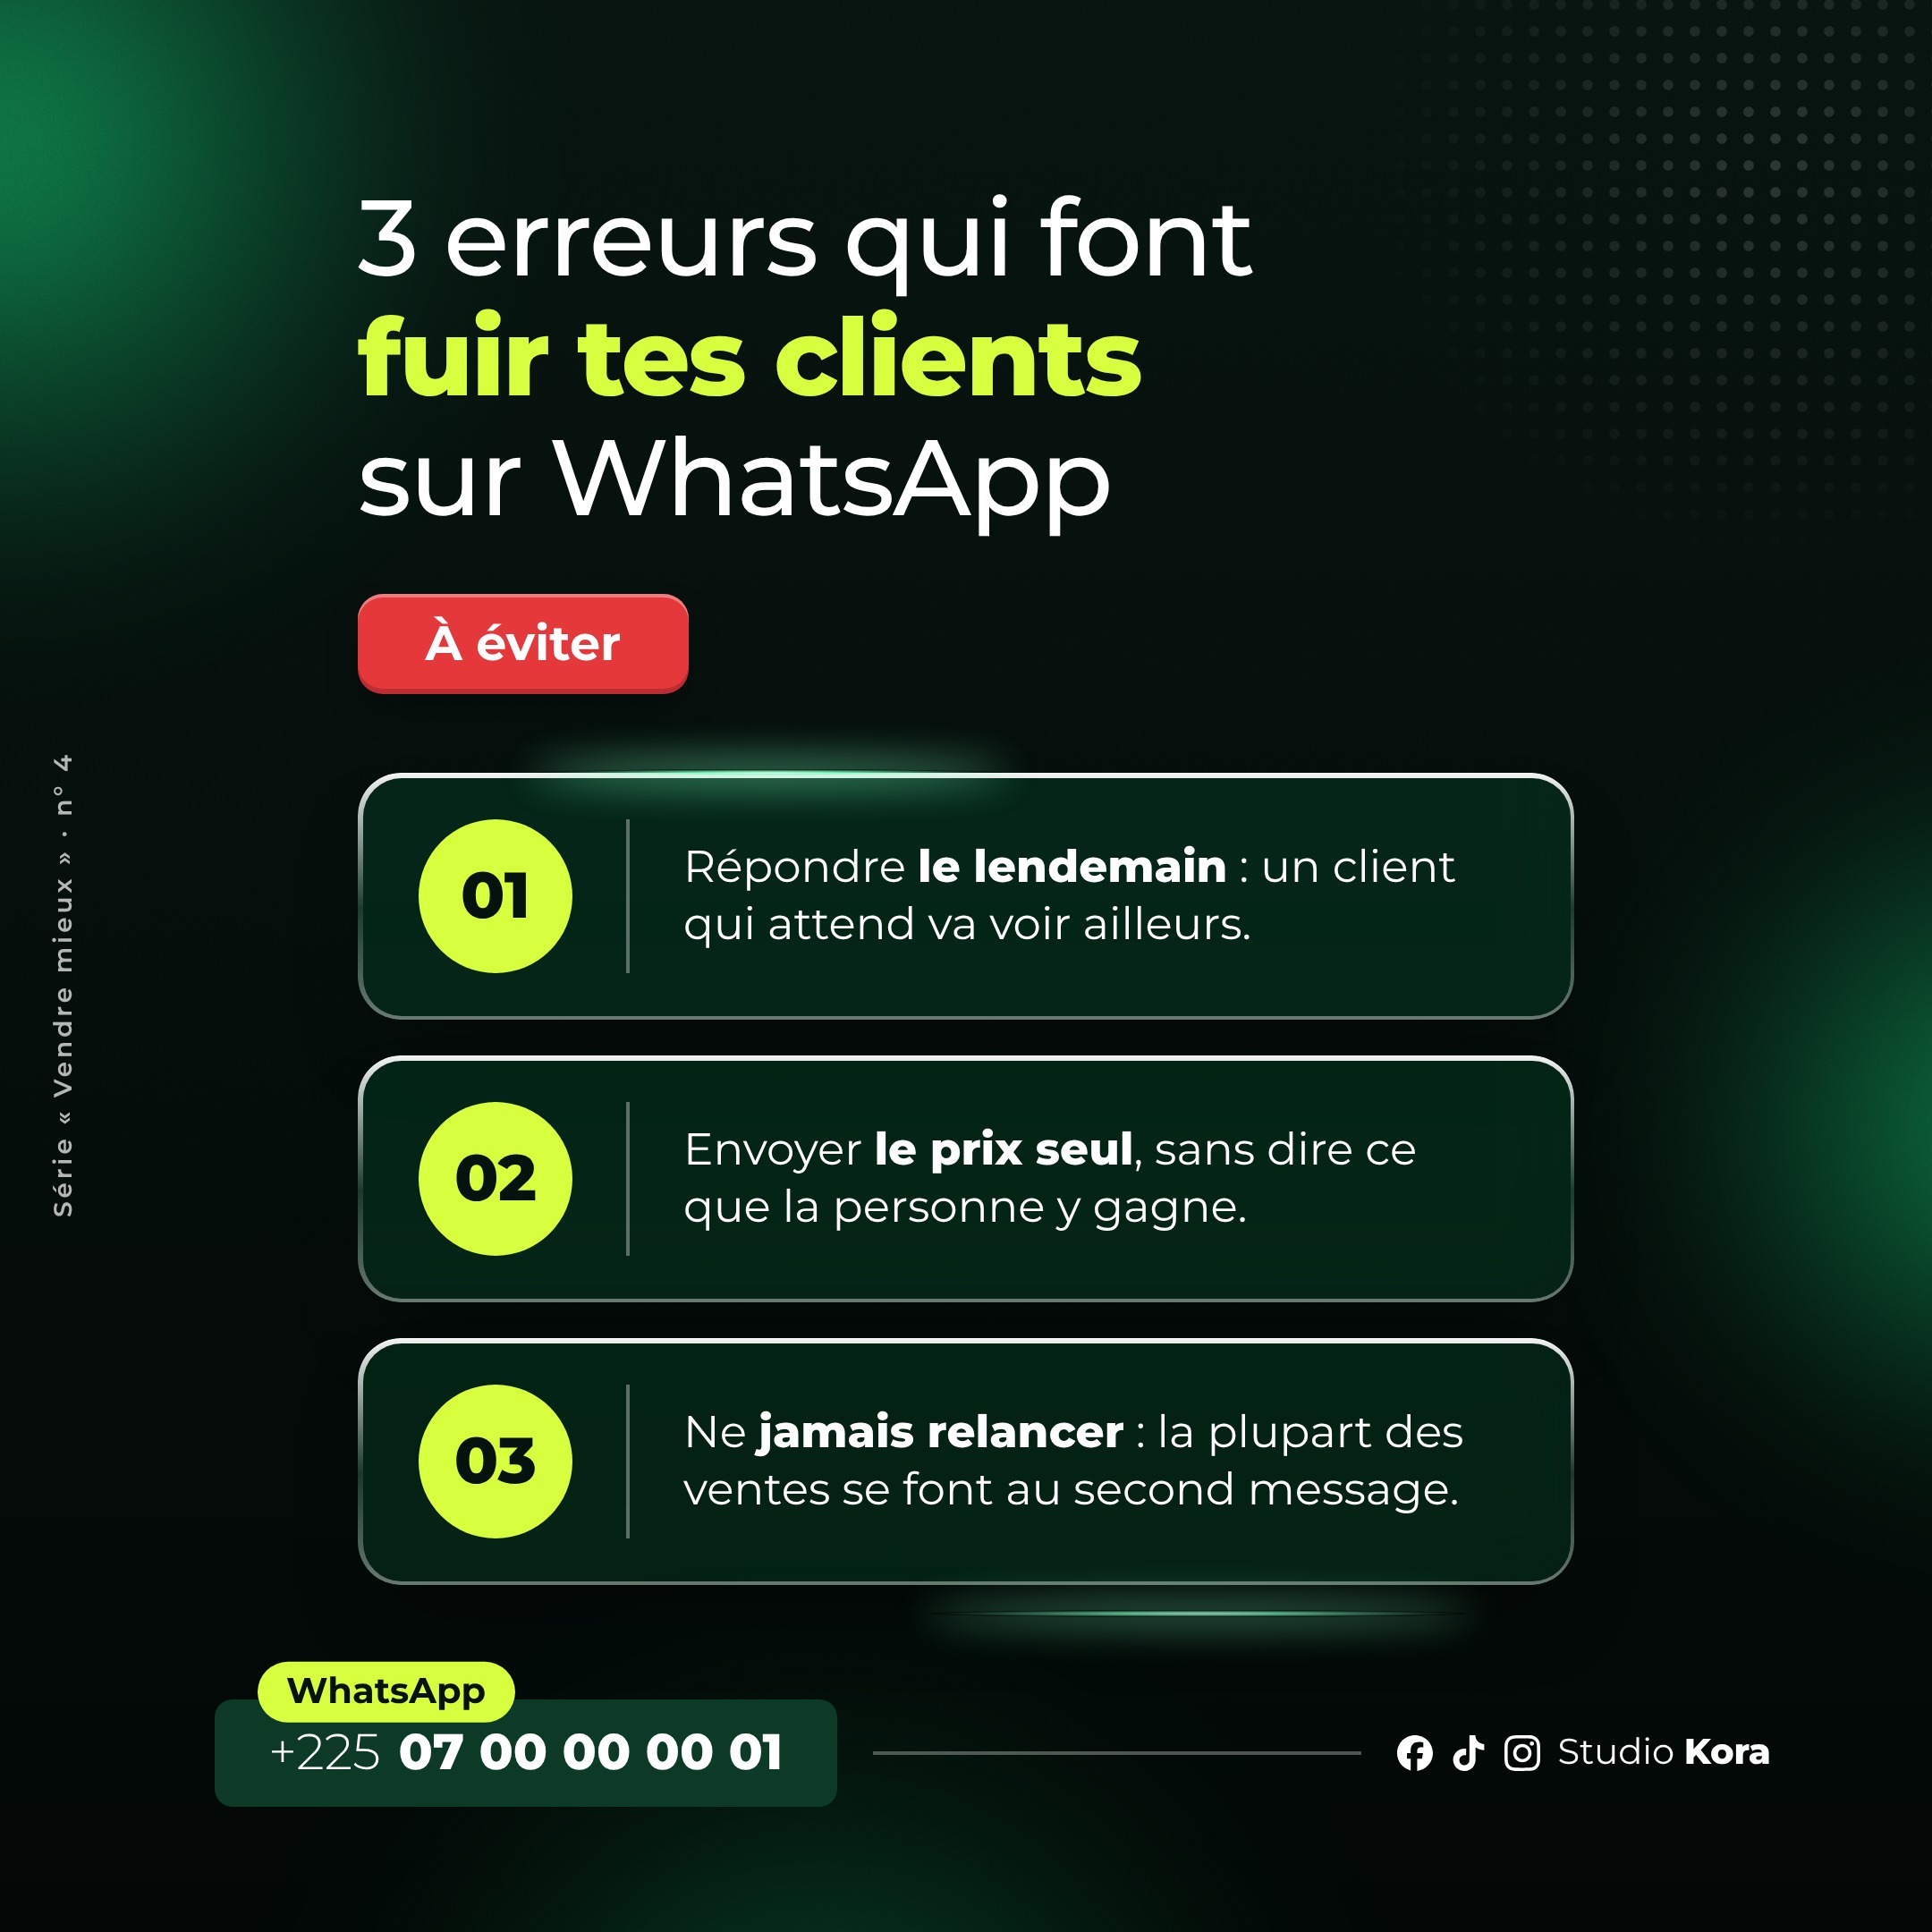 3 erreurs qui font
fuir tes clients
sur WhatsApp
À éviter
Série « Vendre mieux » · n° 4
01
Répondre le lendemain : un client
qui attend va voir ailleurs.
02
Envoyer le prix seul, sans dire ce
que la personne y gagne.
03
Ne jamais relancer : la plupart des
ventes se font au second message.
WhatsApp
+225 07 00 00 00 01
Studio Kora